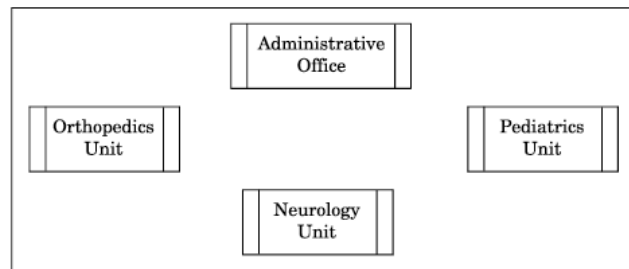 Administrative
Office
Orthopedics
Unit
Pediatrics
Unit
Neurology
Unit